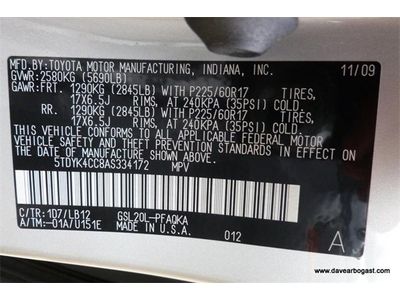 MFD.BY:TOYOTA MOTOR MANUFACTURING, INDIANA, INC. 11/09
GVWR: 2580KG (5690LB)
GAWR: FRT. 1290KG (2845LB) WITH P225/60R17 TIRES,
17X6.5J RIMS, AT 240KPA (35PSI) COLD.
RR. 1290KG (2845LB) WITH P225/60R17 TIRES,
17X6.5J RIMS, AT 240KPA (35PSI) COLD.
THIS VEHICLE CONFORMS TO ALL APPLICABLE FEDERAL MOTOR
VEHICLE SAFETY AND THEFT PREVENTION STANDARDS IN EFFECT
ON THE DATE OF MANUFACTURE SHOWN ABOVE.
5TDYK4CC8AS334172 MPV
C/TR:1D7/LB12 GSL20L-PFAQKA
A/TM:-01A/U151E MADE IN U.S.A. 012 A
www.davearbogast.com